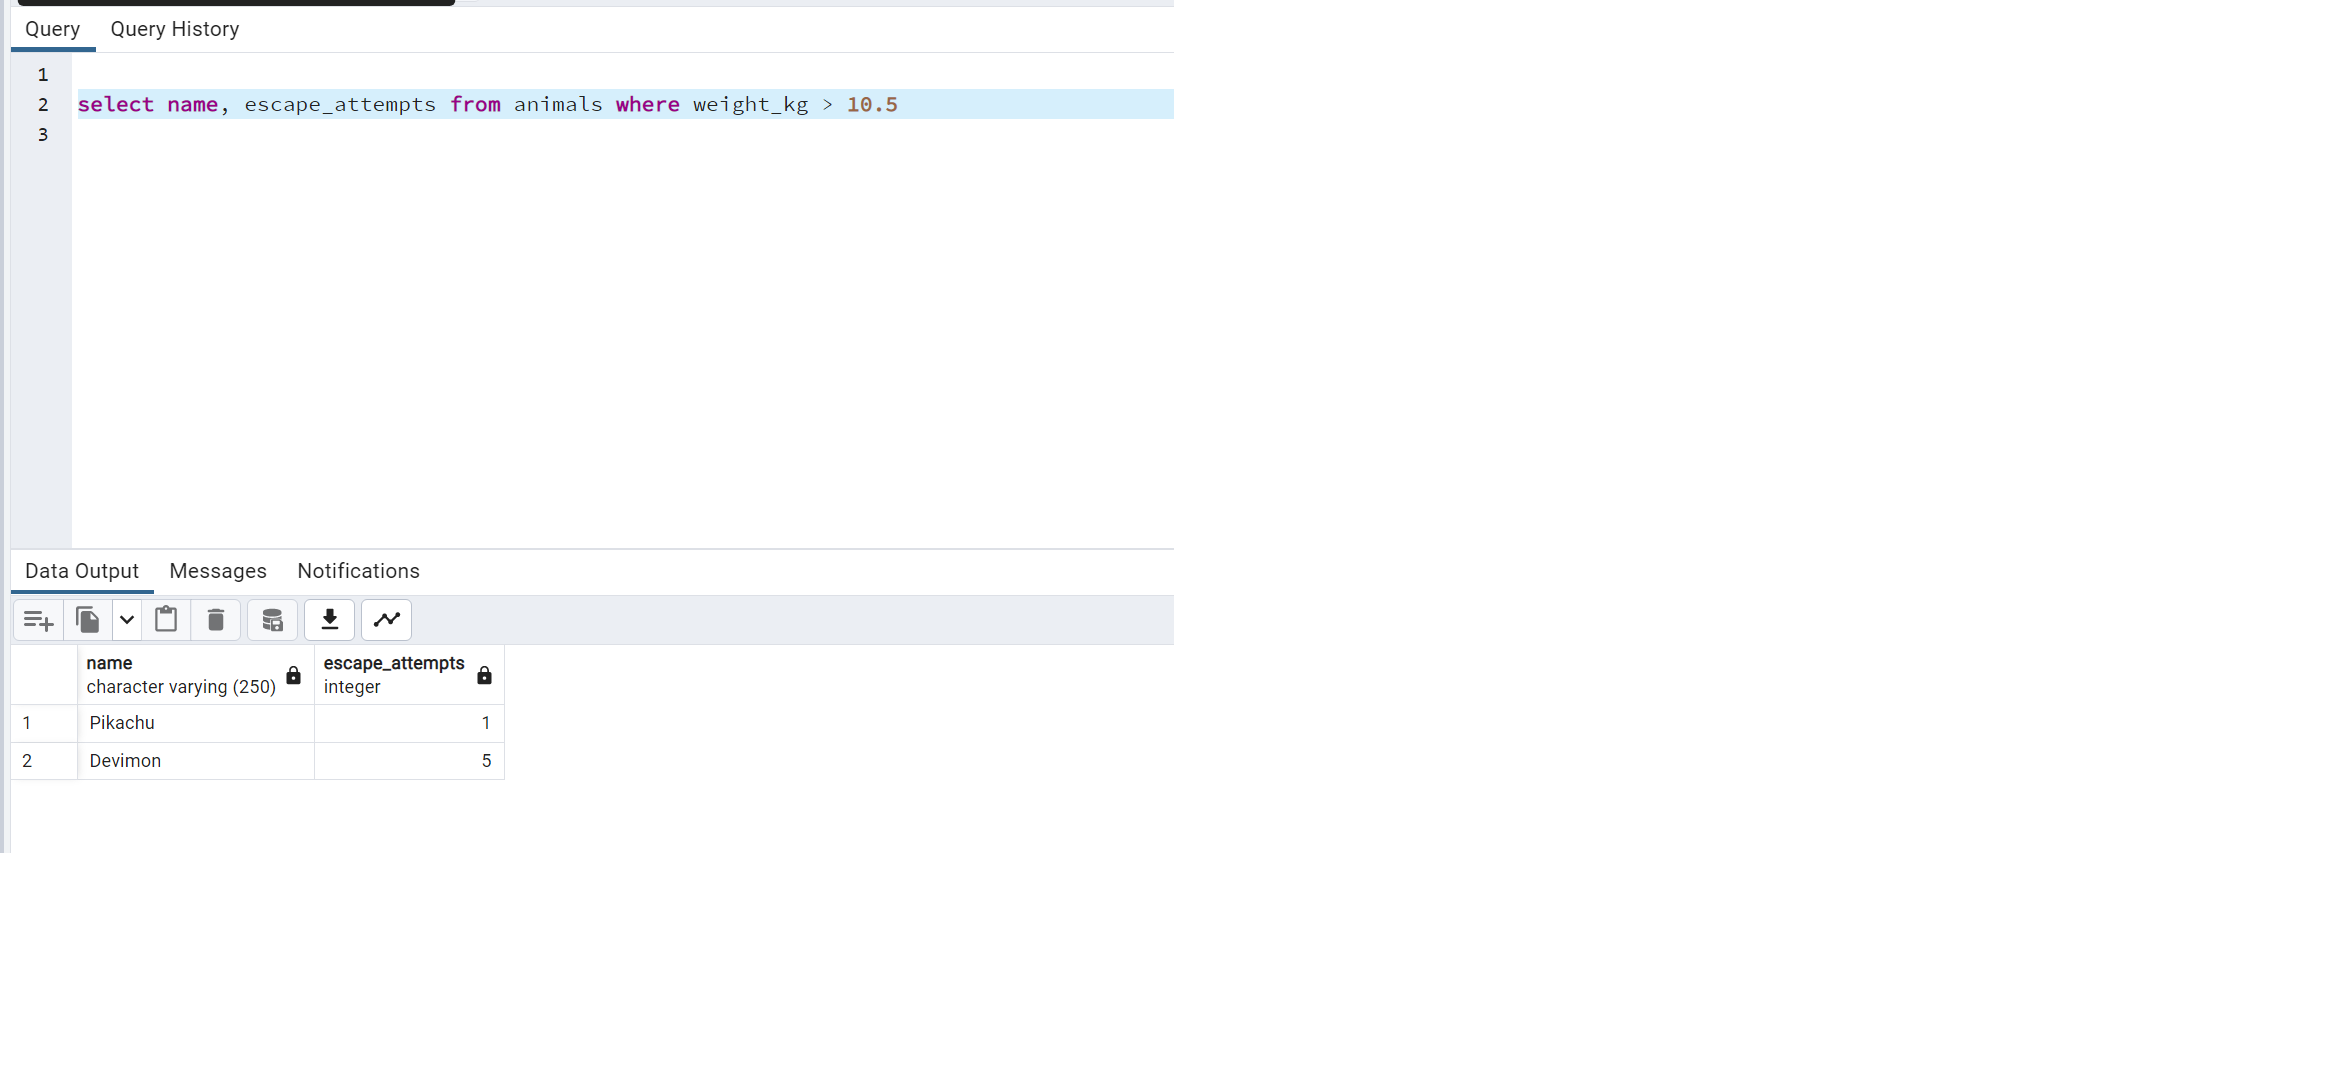 Query Query History
1
2 select name, escape_attempts from animals where weight_kg > 10.5
3
Data Output Messages Notifications
name escape_attempts
character varying (250) integer
1 Pikachu 1
2 Devimon 5